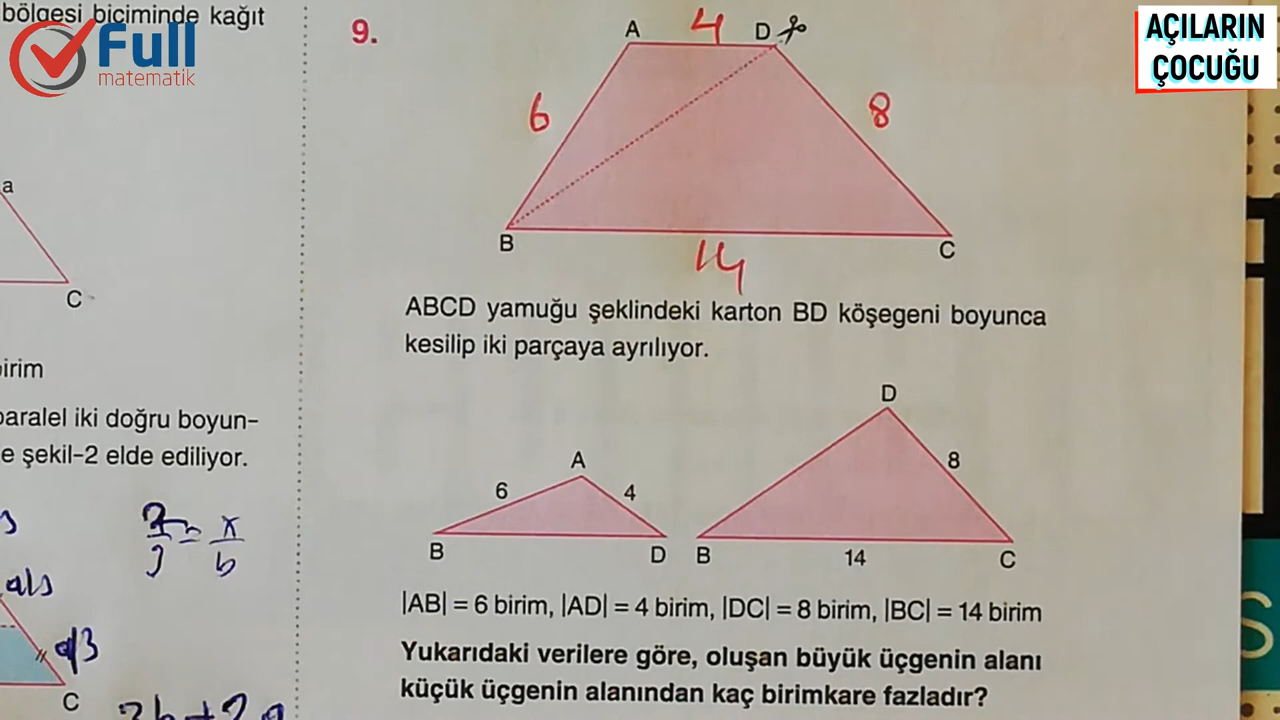 bölgesi biçiminde kağıt
Full
matematik
a
C
birim
paralel iki doğru boyun-
e şekil-2 elde ediliyor.
C
9.
A
4
D
6
8
B
14
C
ABCD yamuğu şeklindeki karton BD köşegeni boyunca
kesilip iki parçaya ayrılıyor.
A
6
4
B
D
D
8
B
14
C
|AB| = 6 birim, |AD| = 4 birim, |DC| = 8 birim, |BC| = 14 birim
Yukarıdaki verilere göre, oluşan büyük üçgenin alanı
küçük üçgenin alanından kaç birimkare fazladır?
AÇILARIN
ÇOCUĞU
S